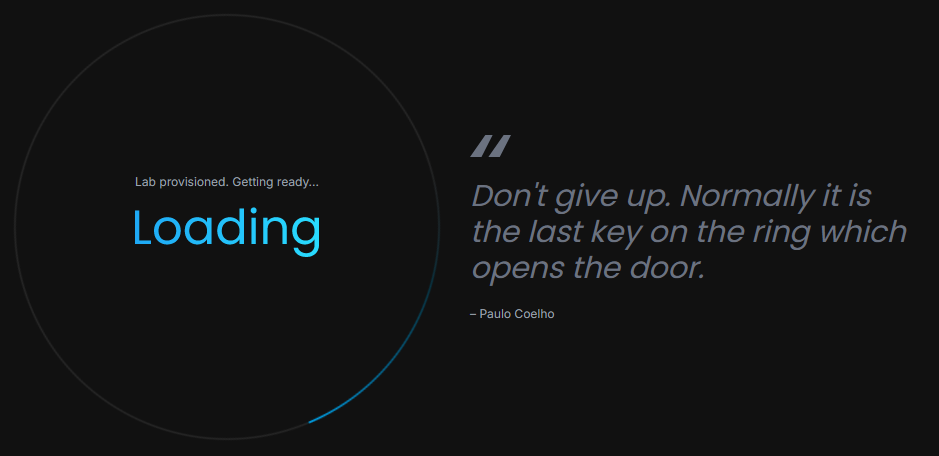 Lab provisioned. Getting ready...
Loading
Don't give up. Normally it is
the last key on the ring which
opens the door.
– Paulo Coelho